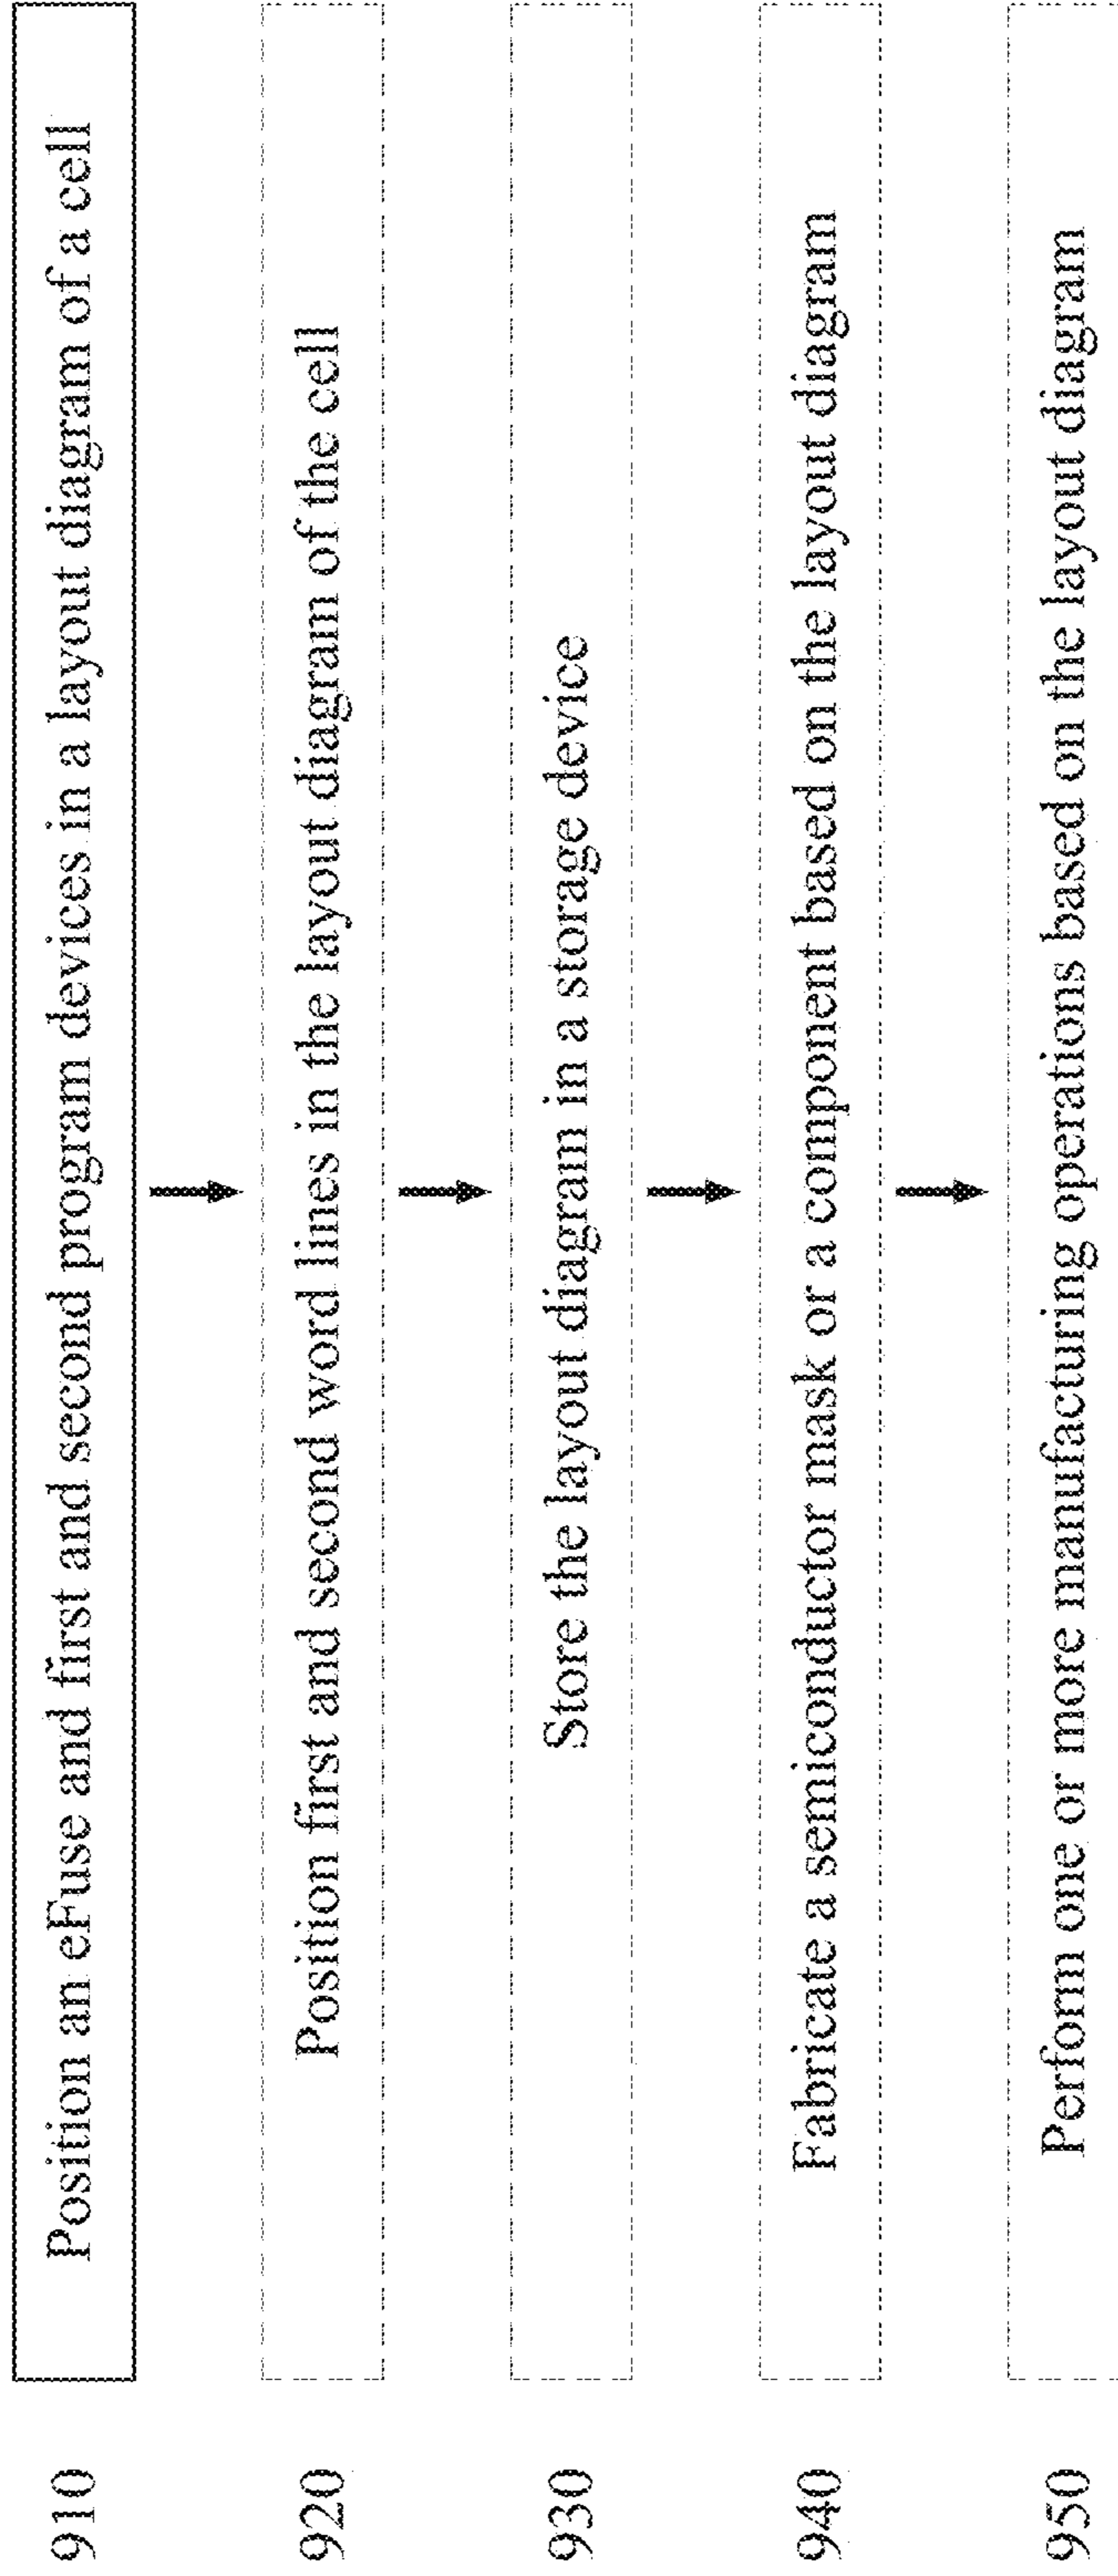 910 Position an eFuse and first and second program devices in a layout diagram of a cell
920 Position first and second word lines in the layout diagram of the cell
930 Store the layout diagram in a storage device
940 Fabricate a semiconductor mask or a component based on the layout diagram
950 Perform one or more manufacturing operations based on the layout diagram